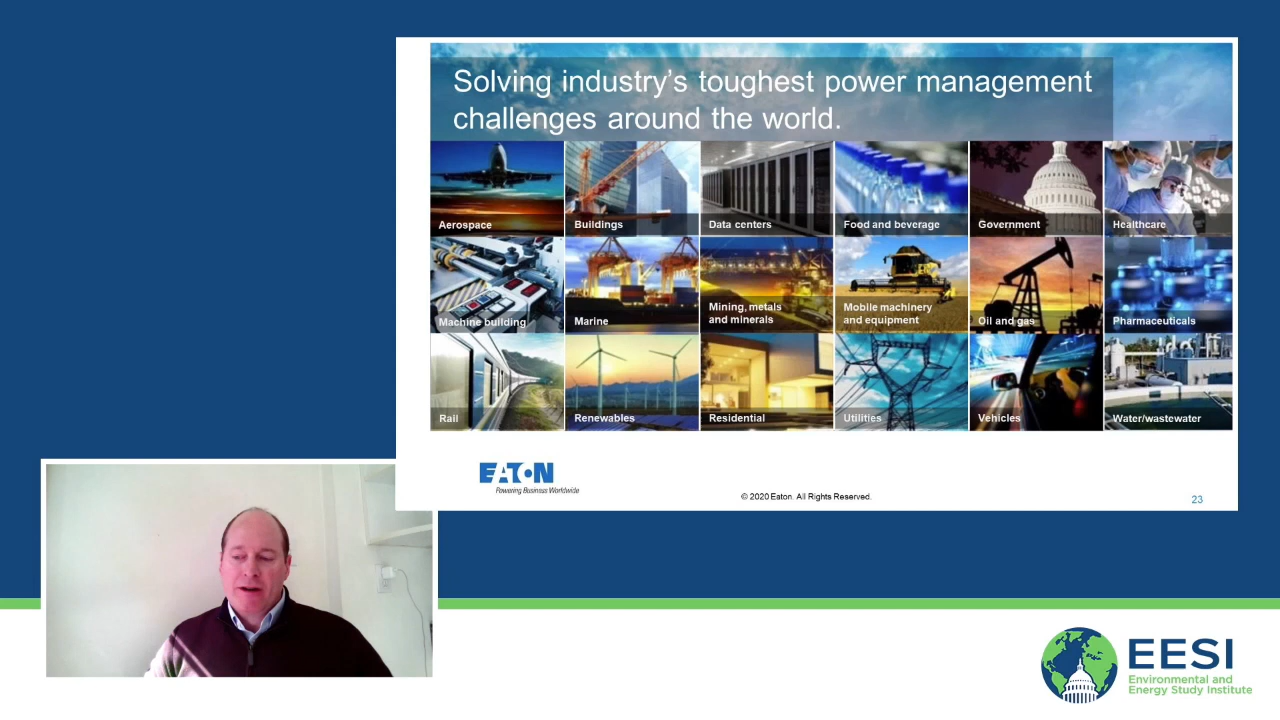 Solving industry's toughest power management
challenges around the world.
Aerospace
Buildings
Data centers
Food and beverage
Government
Healthcare
Machine building
Marine
Mining, metals
and minerals
Mobile machinery
and equipment
Oil and gas
Pharmaceuticals
Rail
Renewables
Residential
Utilities
Vehicles
Water/wastewater
EATON
Powering Business Worldwide
© 2020 Eaton. All Rights Reserved.
23
EESI
Environmental and
Energy Study Institute